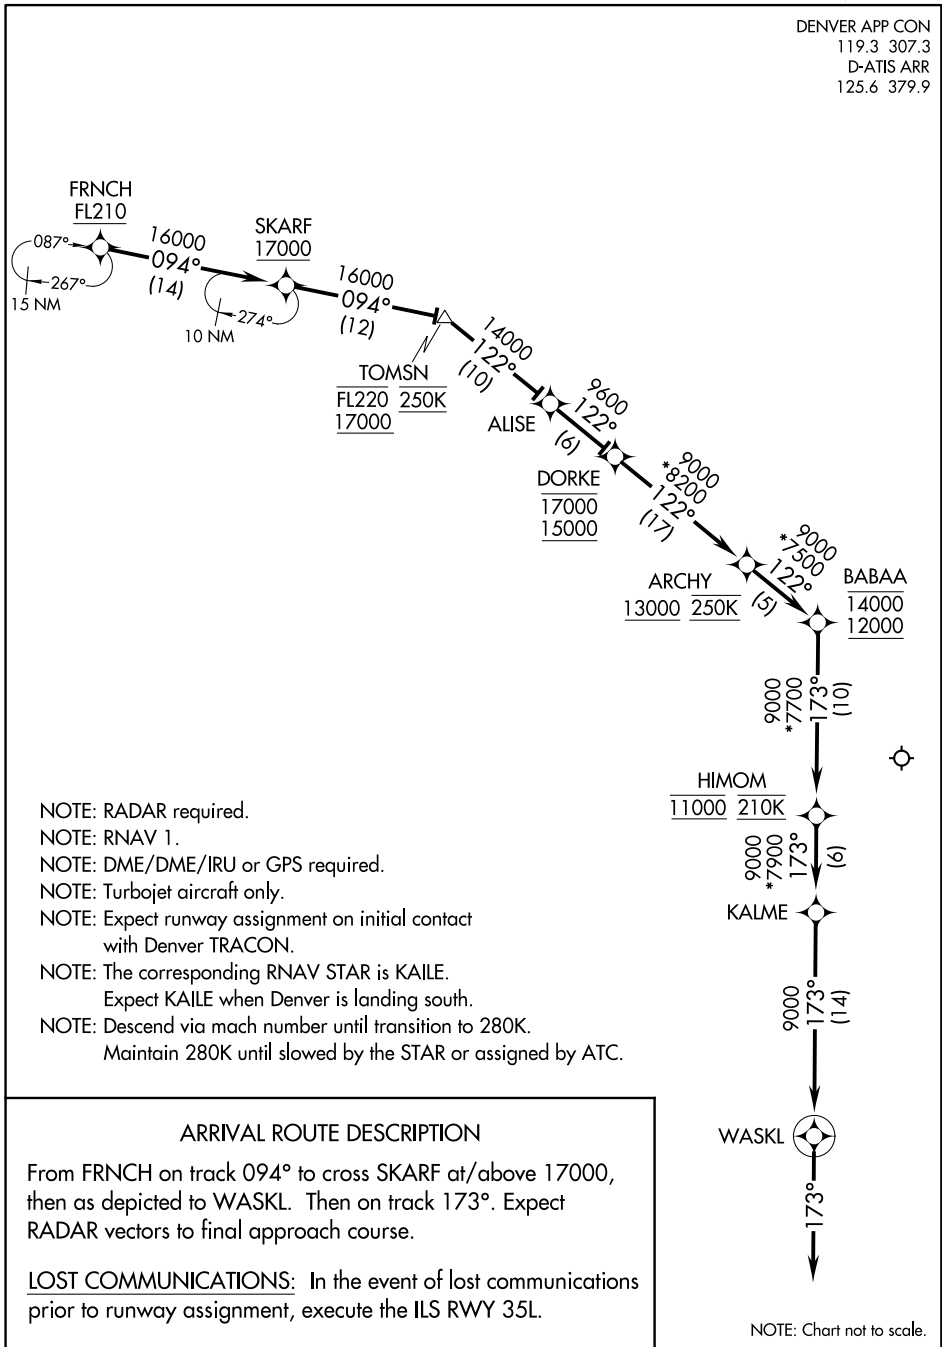 DENVER APP CON
119.3 307.3
D-ATIS ARR
125.6 379.9
FRNCH
FL210
087°
267°
15 NM
16000
094°
(14)
SKARF
17000
274°
10 NM
16000
094°
(12)
TOMSN
FL220 250K
17000
14000
122°
(10)
ALISE
9600
122°
(6)
DORKE
17000
15000
9000
*8200
122°
(17)
ARCHY
13000 250K
9000
*7500
122°
(5)
BABAA
14000
12000
9000
*7700
173°
(10)
HIMOM
11000 210K
9000
*7900
173°
(6)
KALME
9000
173°
(14)
WASKL
173°
NOTE: RADAR required.
NOTE: RNAV 1.
NOTE: DME/DME/IRU or GPS required.
NOTE: Turbojet aircraft only.
NOTE: Expect runway assignment on initial contact
with Denver TRACON.
NOTE: The corresponding RNAV STAR is KAILE.
Expect KAILE when Denver is landing south.
NOTE: Descend via mach number until transition to 280K.
Maintain 280K until slowed by the STAR or assigned by ATC.
ARRIVAL ROUTE DESCRIPTION
From FRNCH on track 094° to cross SKARF at/above 17000,
then as depicted to WASKL. Then on track 173°. Expect
RADAR vectors to final approach course.
LOST COMMUNICATIONS: In the event of lost communications
prior to runway assignment, execute the ILS RWY 35L.
NOTE: Chart not to scale.